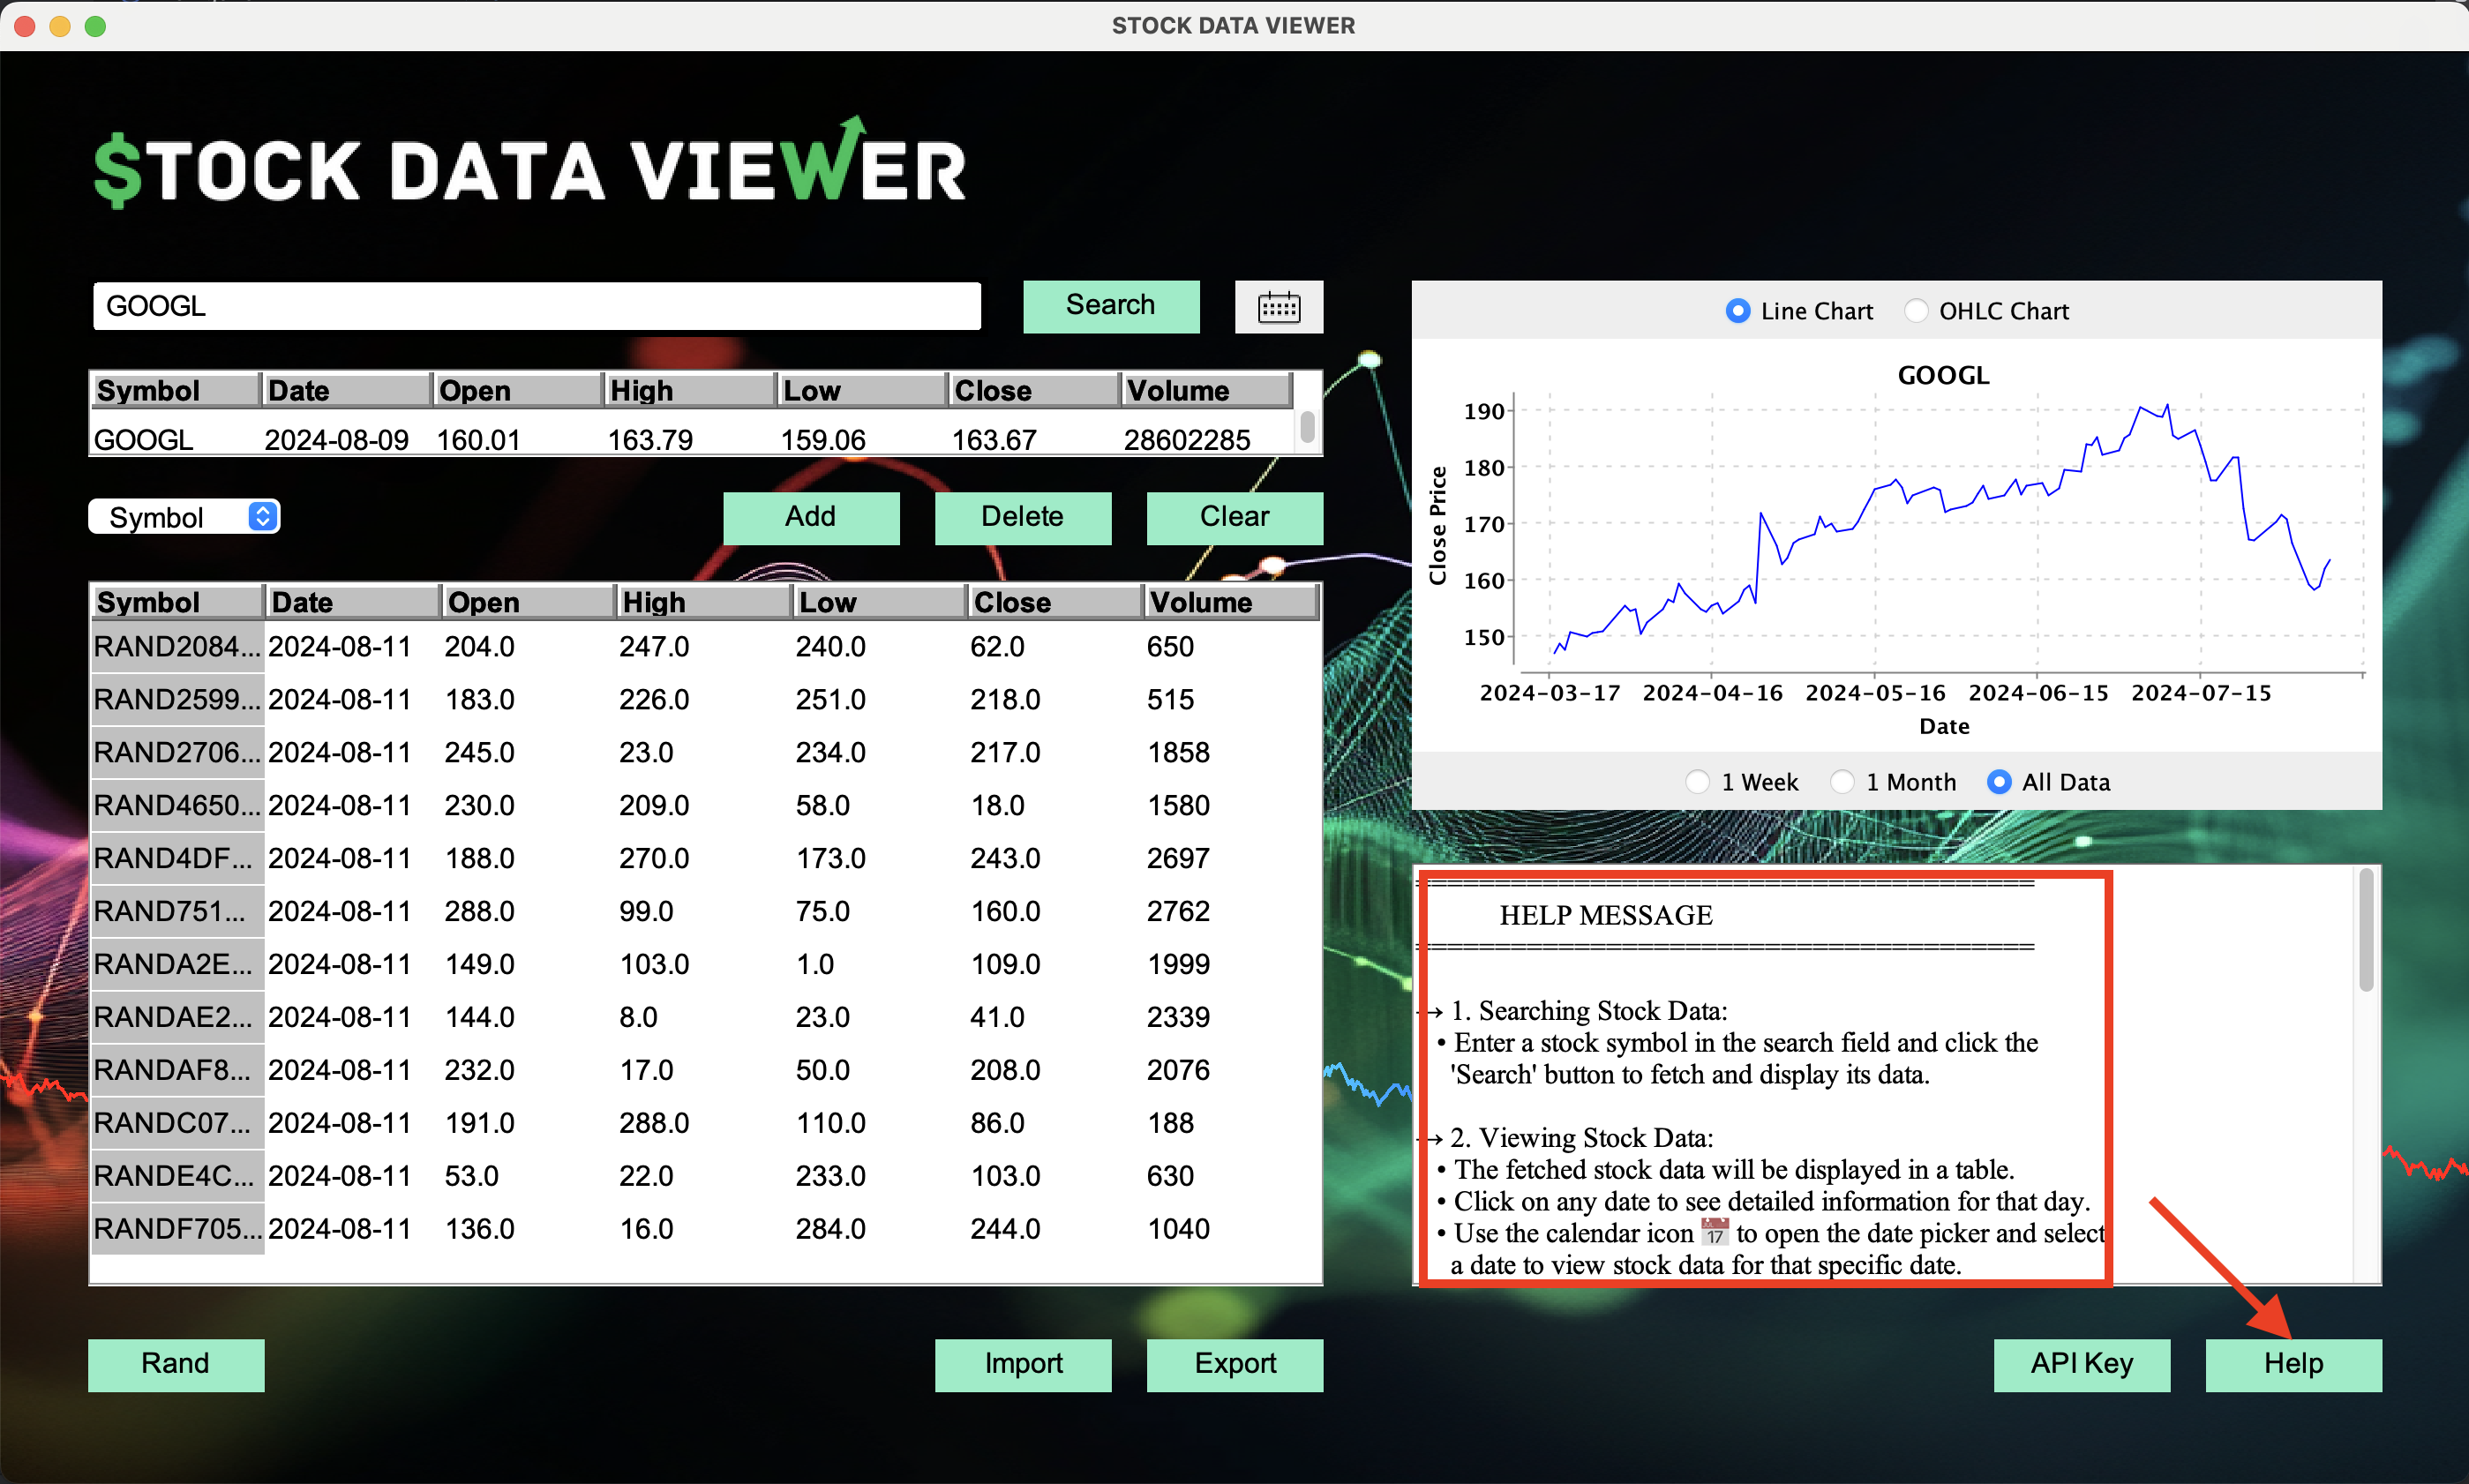 STOCK DATA VIEWER
$TOCK DATA VIEWER
GOOGL
Search
Symbol Date Open High Low Close Volume
GOOGL 2024-08-09 160.01 163.79 159.06 163.67 28602285
Symbol
Add Delete Clear
Symbol Date Open High Low Close Volume
RAND2084... 2024-08-11 204.0 247.0 240.0 62.0 650
RAND2599... 2024-08-11 183.0 226.0 251.0 218.0 515
RAND2706... 2024-08-11 245.0 23.0 234.0 217.0 1858
RAND4650... 2024-08-11 230.0 209.0 58.0 18.0 1580
RAND4DF... 2024-08-11 188.0 270.0 173.0 243.0 2697
RAND751... 2024-08-11 288.0 99.0 75.0 160.0 2762
RANDA2E... 2024-08-11 149.0 103.0 1.0 109.0 1999
RANDAE2... 2024-08-11 144.0 8.0 23.0 41.0 2339
RANDAF8... 2024-08-11 232.0 17.0 50.0 208.0 2076
RANDC07... 2024-08-11 191.0 288.0 110.0 86.0 188
RANDE4C... 2024-08-11 53.0 22.0 233.0 103.0 630
RANDF705... 2024-08-11 136.0 16.0 284.0 244.0 1040
Rand Import Export
Line Chart OHLC Chart
GOOGL
Close Price
190
180
170
160
150
2024-03-17 2024-04-16 2024-05-16 2024-06-15 2024-07-15
Date
1 Week 1 Month All Data
HELP MESSAGE
→ 1. Searching Stock Data:
• Enter a stock symbol in the search field and click the
'Search' button to fetch and display its data.
→ 2. Viewing Stock Data:
• The fetched stock data will be displayed in a table.
• Click on any date to see detailed information for that day.
• Use the calendar icon 📅 to open the date picker and select
a date to view stock data for that specific date.
API Key Help